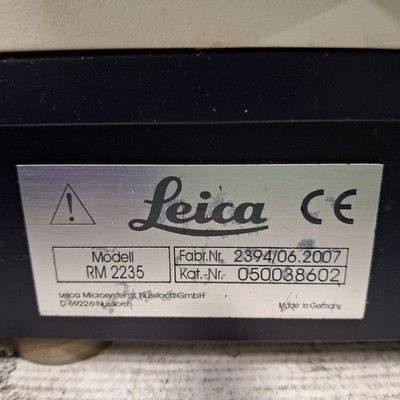 Leica CE
Modell
RM 2235
Fabr.Nr. 2394/06.2007
Kat.-Nr. 050038602
Leica Microsystems Nussloch GmbH
D-69226 Nussloch
Made in Germany